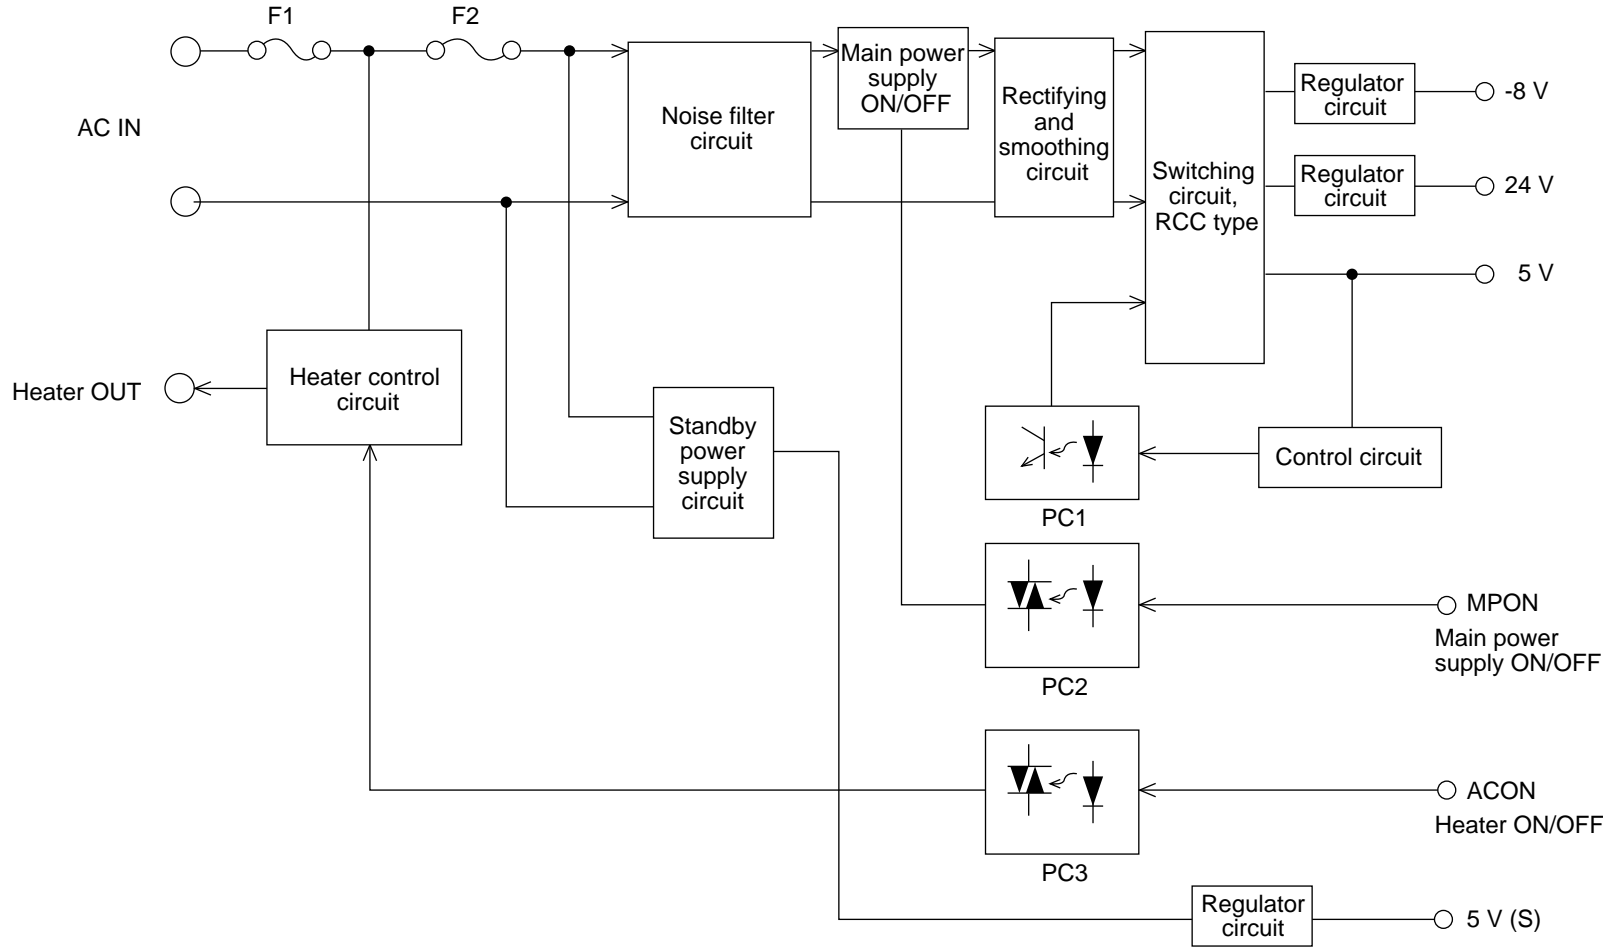 F1
F2
AC IN
Noise filter
circuit
Main power
supply
ON/OFF
Rectifying
and
smoothing
circuit
Switching
circuit,
RCC type
Regulator
circuit
-8 V
Regulator
circuit
24 V
5 V
Heater OUT
Heater control
circuit
Standby
power
supply
circuit
Control circuit
PC1
MPON
Main power
supply ON/OFF
PC2
ACON
Heater ON/OFF
PC3
Regulator
circuit
5 V (S)